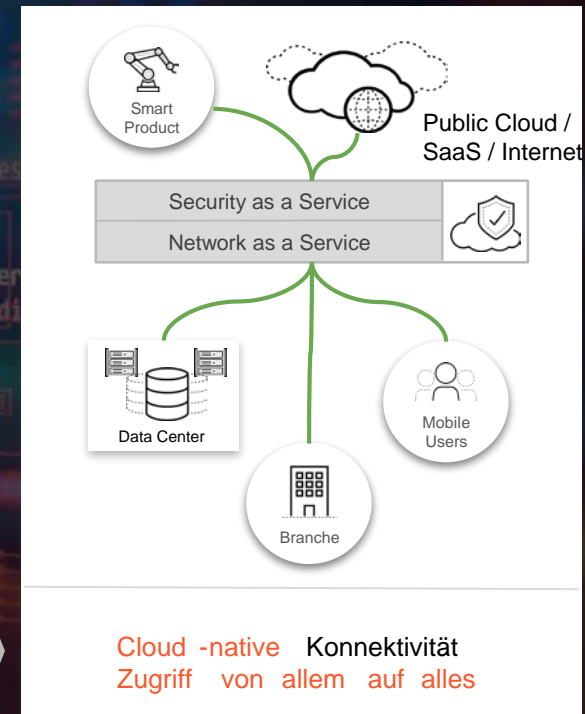 Smart
Product
Public Cloud /
SaaS / Internet
Security as a Service
Network as a Service
Data Center
Mobile
Users
Branche
Cloud -native Konnektivität
Zugriff von allem auf alles